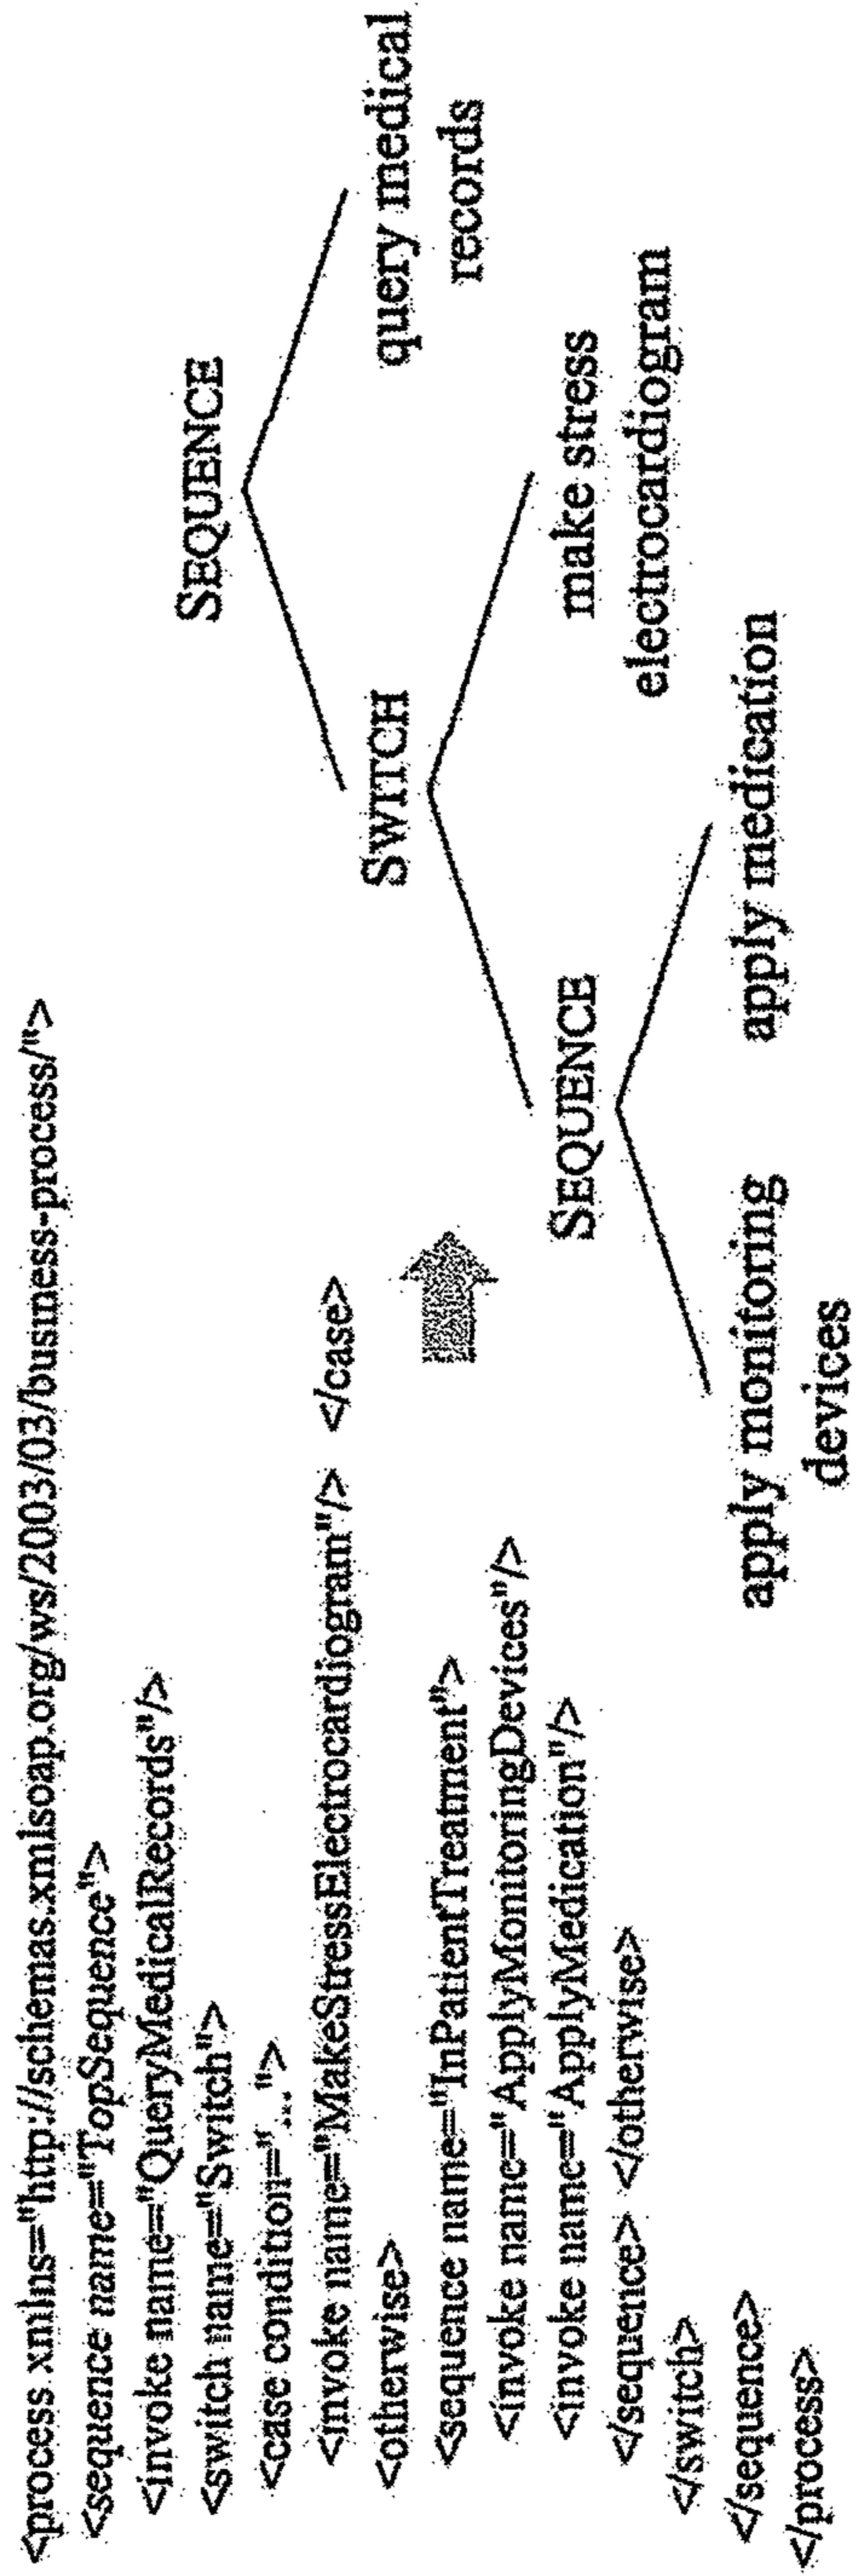 <process xmlns="http://schemas.xmlsoap.org/ws/2003/03/business-process/">
<sequence name="TopSequence">
<invoke name="QueryMedicalRecords"/>
<switch name="Switch">
<case condition="...">
<invoke name="MakeStressElectrocardiogram"/> </case>
<otherwise>
<sequence name="InPatientTreatment">
<invoke name="ApplyMonitoringDevices"/>
<invoke name="ApplyMedication"/>
</sequence> </otherwise>
</switch>
</sequence>
</process>
SEQUENCE
SWITCH
query medical
records
SEQUENCE
make stress
electrocardiogram
apply monitoring
devices
apply medication